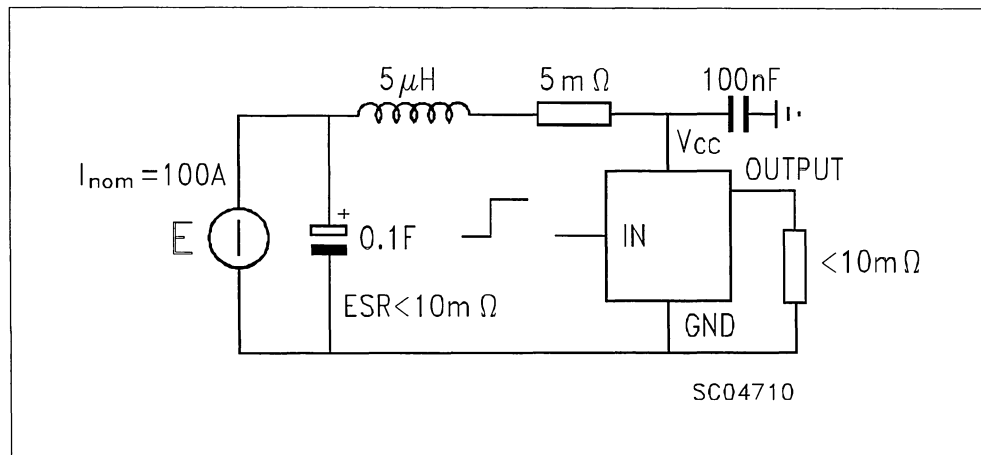 5μH
5mΩ
100nF
Vcc
OUTPUT
Inom=100A
E
+
0.1F
IN
<10mΩ
ESR<10mΩ
GND
SC04710